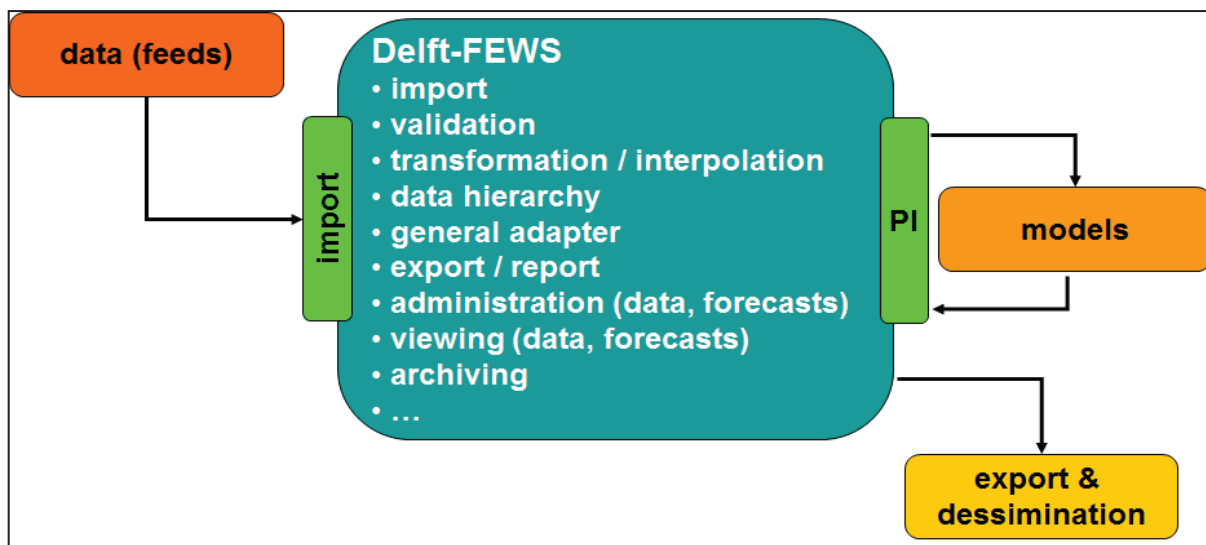 data (feeds)
Delft-FEWS
• import
• validation
• transformation / interpolation
• data hierarchy
• general adapter
• export / report
• administration (data, forecasts)
• viewing (data, forecasts)
• archiving
• ...
import
PI
models
export &
dessimination